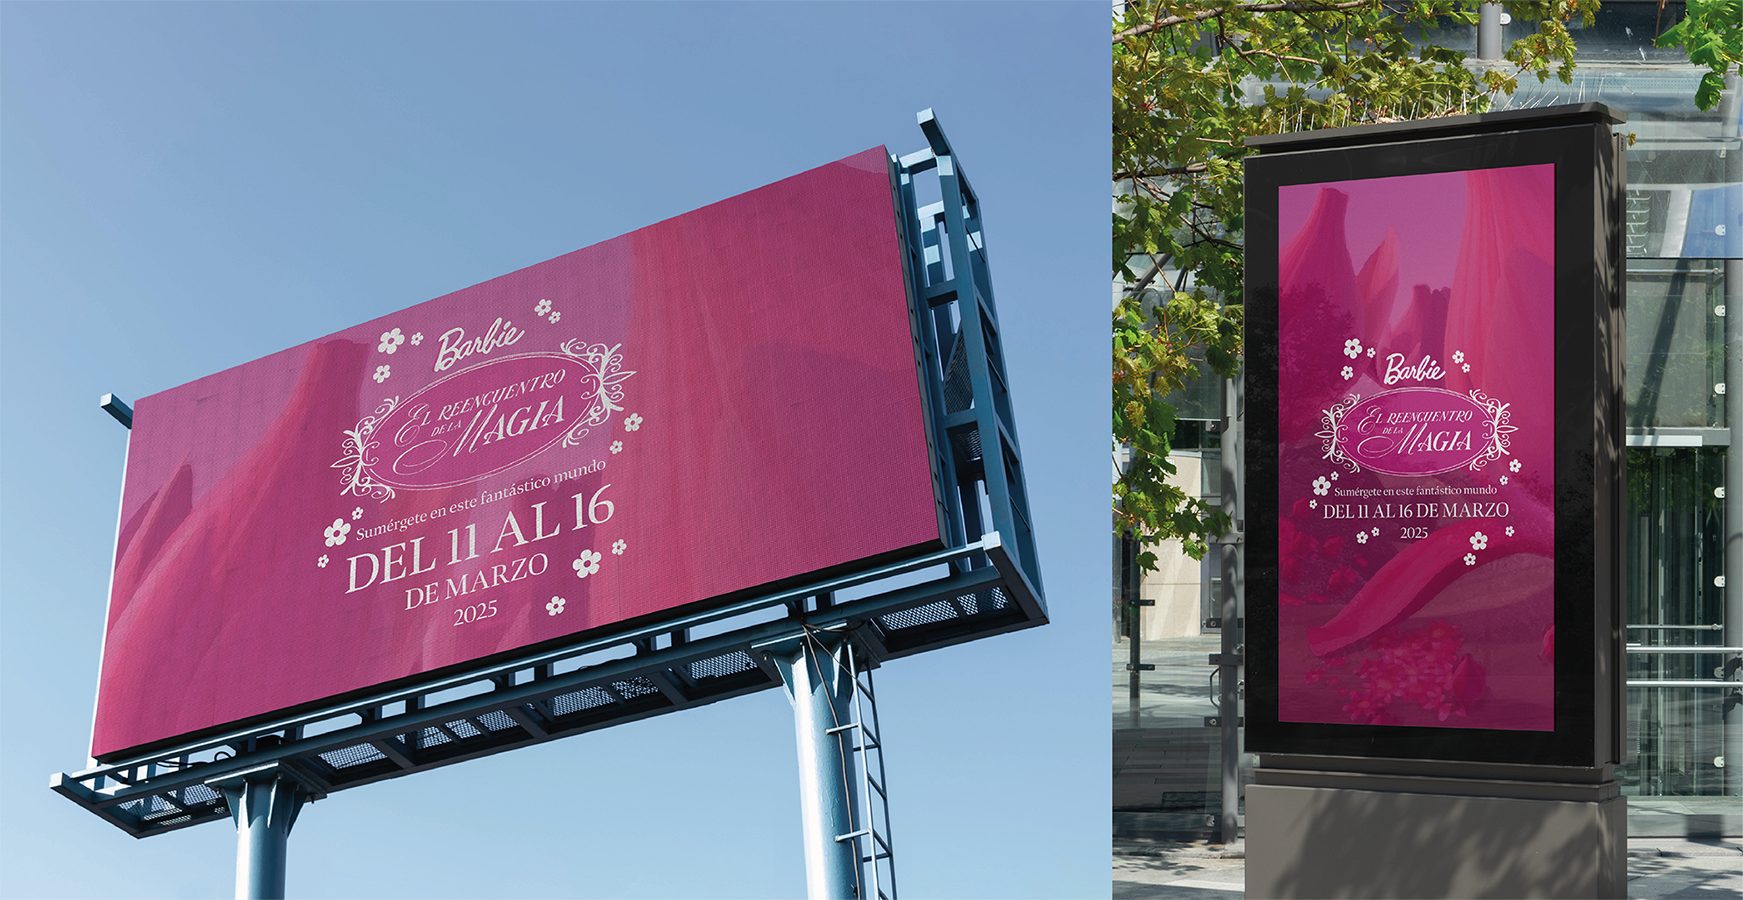 Barbie
EL REENCUENTRO
DE LA MAGIA
Sumérgete en este fantástico mundo
DEL 11 AL 16
DE MARZO
2025
Barbie
EL REENCUENTRO
DE LA MAGIA
Sumérgete en este fantástico mundo
DEL 11 AL 16 DE MARZO
2025